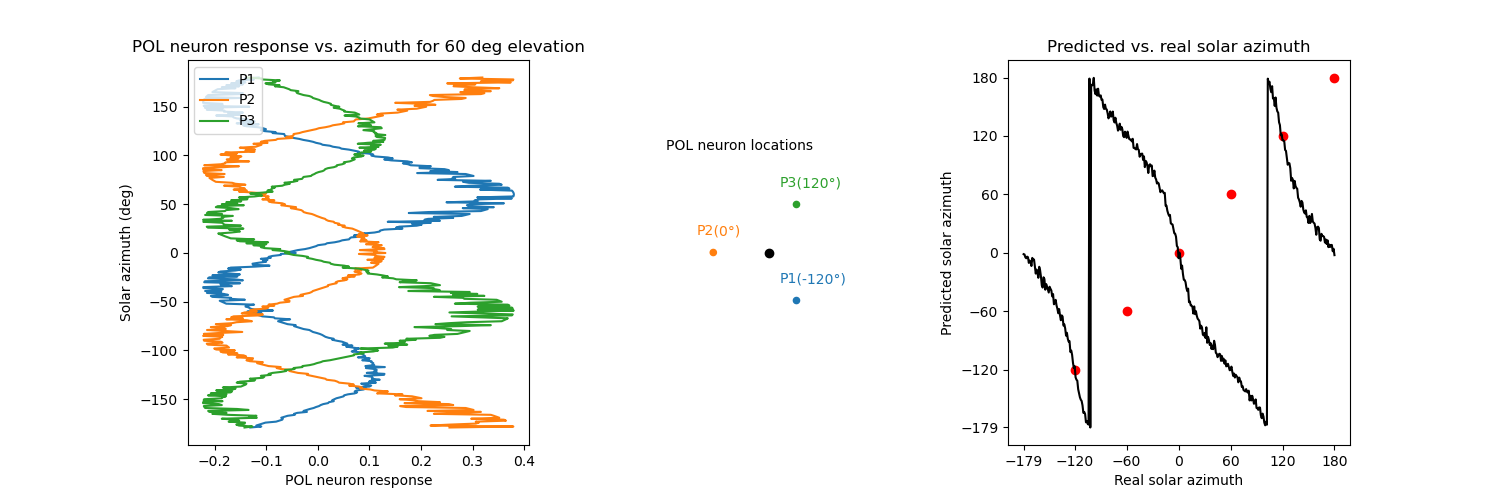 POL neuron response vs. azimuth for 60 deg elevation
P1
P2
P3
150
100
50
0
−50
−100
−150
Solar azimuth (deg)
−0.2
−0.1
0.0
0.1
0.2
0.3
0.4
POL neuron response
POL neuron locations
P3(120°)
P2(0°)
P1(-120°)
Predicted vs. real solar azimuth
180
120
60
0
−60
−120
−179
Predicted solar azimuth
−179
−120
−60
0
60
120
180
Real solar azimuth